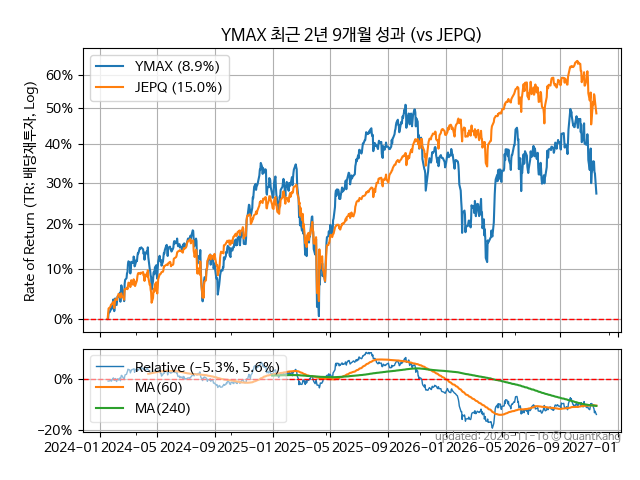 YMAX 최근 2년 9개월 성과 (vs JEPQ)
Rate of Return (TR: 배당재투자, Log)
YMAX (8.9%)
JEPQ (15.0%)
60%
50%
40%
30%
20%
10%
0%
Relative (−5.3%, 5.6%)
MA(60)
MA(240)
0%
−20%
2024-01 2024-05 2024-09 2025-01 2025-05 2025-09 2026-01 2026-05 2026-09 2027-01
updated: 2026-11-16 © QuantKang